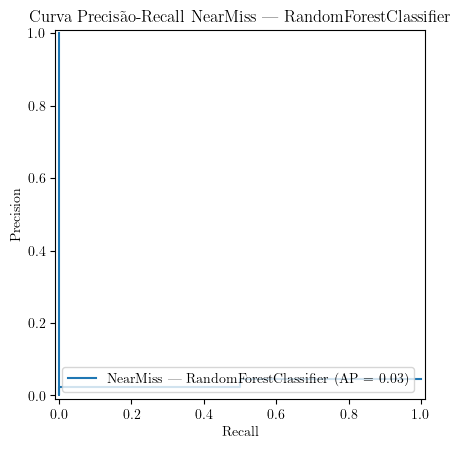 Curva Precisão-Recall NearMiss — RandomForestClassifier
1.0
0.8
0.6
0.4
0.2
0.0
Precision
NearMiss — RandomForestClassifier (AP = 0.03)
0.0 0.2 0.4 0.6 0.8 1.0
Recall